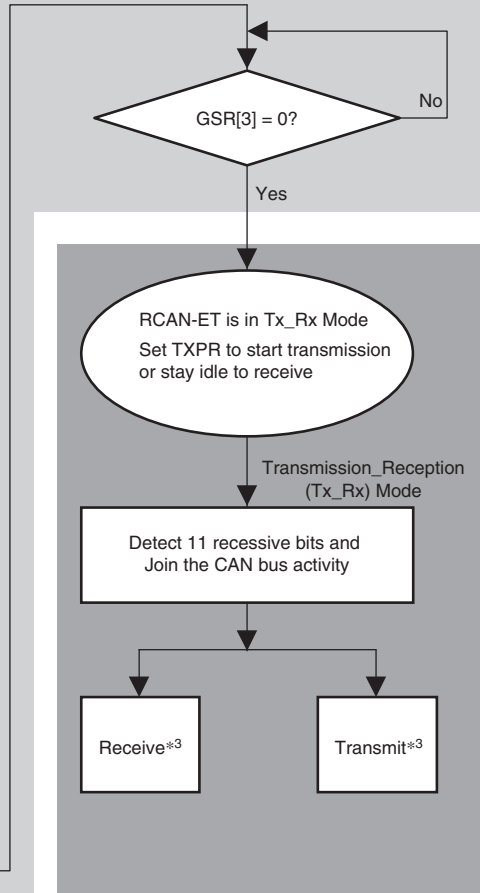 GSR[3] = 0?
No
Yes
RCAN-ET is in Tx_Rx Mode
Set TXPR to start transmission
or stay idle to receive
Transmission_Reception
(Tx_Rx) Mode
Detect 11 recessive bits and
Join the CAN bus activity
Receive*3
Transmit*3